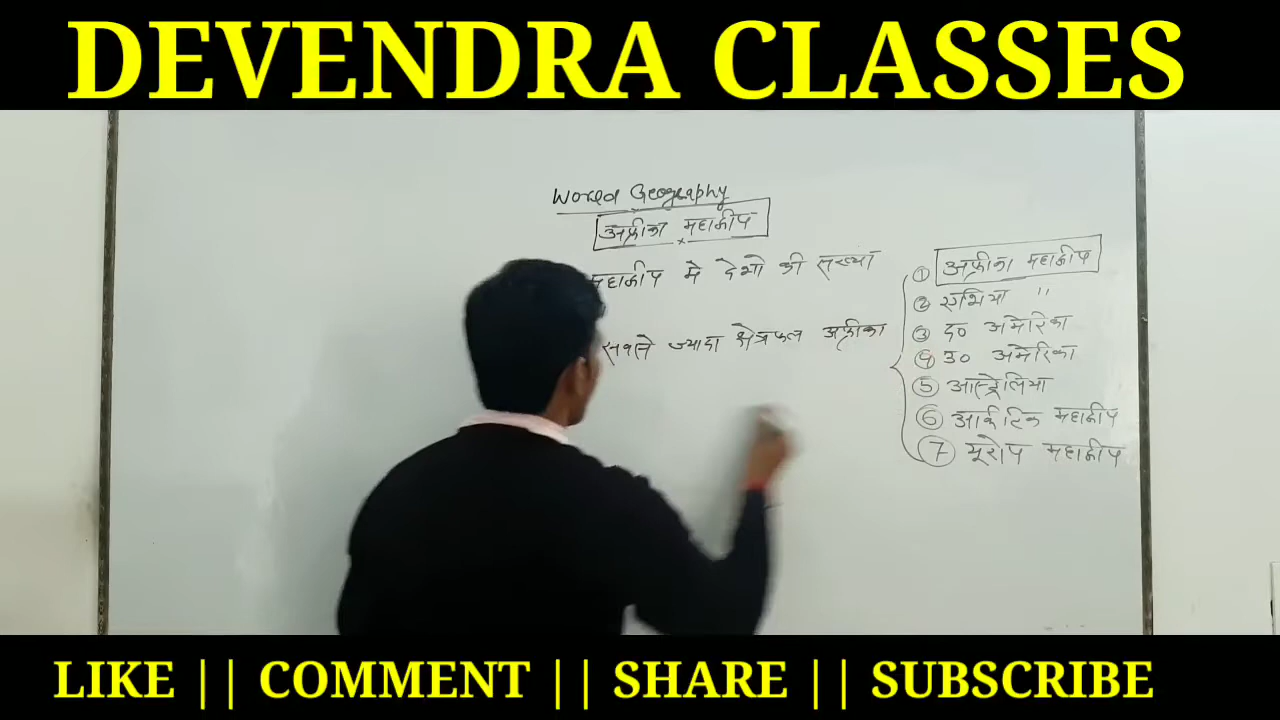 DEVENDRA CLASSES
World Geography
अफ्रीका महाद्वीप
महाद्वीप मे देशो की संख्या
सबसे ज्यादा क्षेत्रफल अफ्रीका
① अफ्रीका महाद्वीप
② एशिया "
③ द० अमेरिका
④ उ० अमेरिका
⑤ आस्ट्रेलिया
⑥ आर्कटिक महाद्वीप
⑦ यूरोप महाद्वीप
LIKE || COMMENT || SHARE || SUBSCRIBE